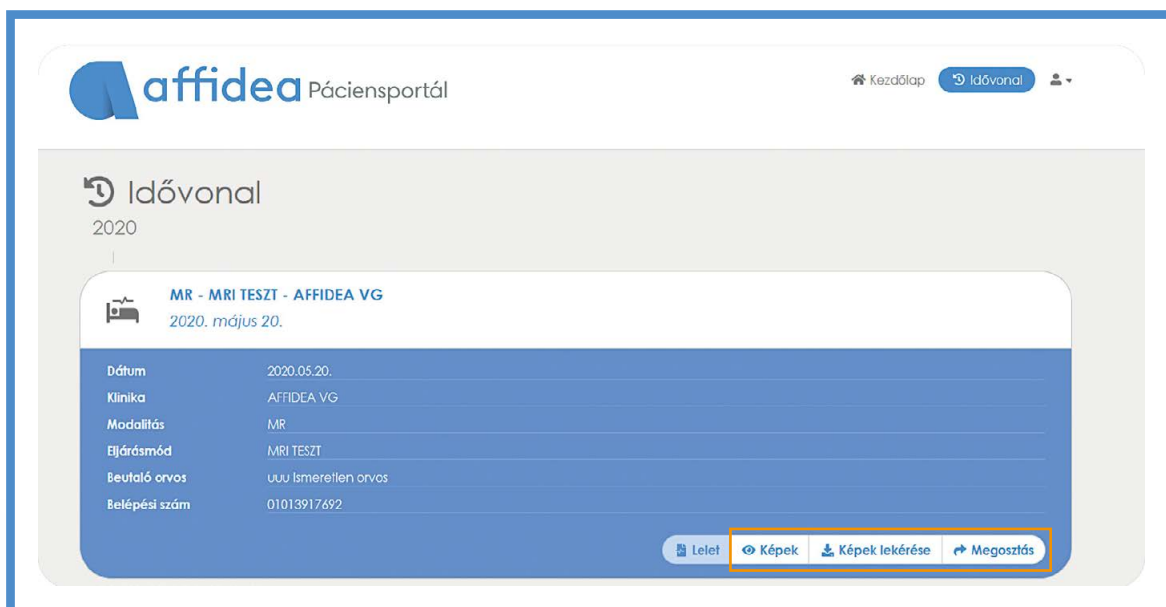 affidea Páciensportál
Kezdőlap Idővonal
Idővonal
2020
MR - MRI TESZT - AFFIDEA VG
2020. május 20.
Dátum 2020.05.20.
Klinika AFFIDEA VG
Modalitás MR
Eljárásmód MRI TESZT
Beutaló orvos uuu Ismeretlen orvos
Belépési szám 01013917692
Lelet Képek Képek lekérése Megosztás